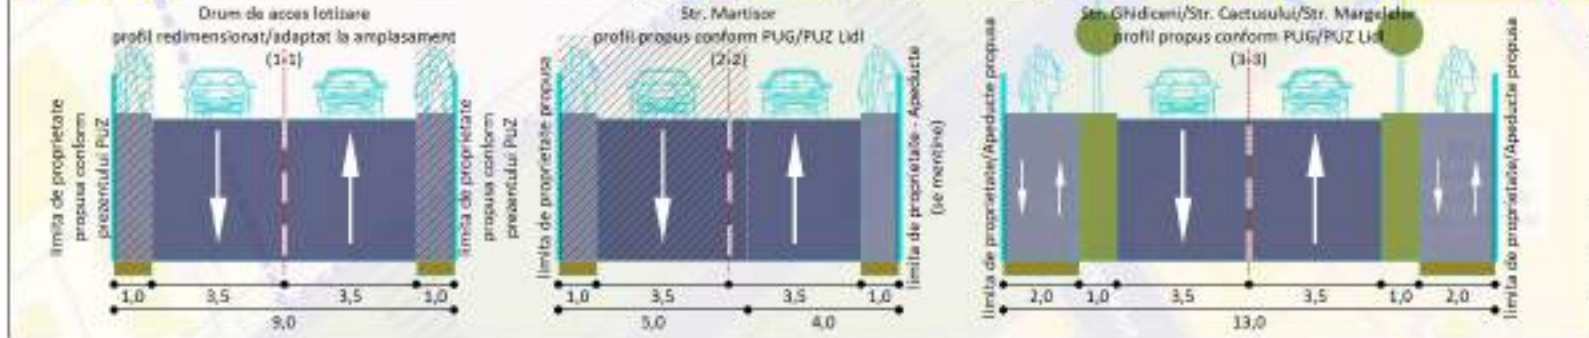 Drum de acces lotizare
profil redimensionat/adaptat la amplasament
(1-1)
limita de proprietate
propusa conform
prezentului PUZ
limita de proprietate
propusa conform
prezentului PUZ
1,0 3,5 3,5 1,0
9,0
Str. Martisor
profil propus conform PUG/PUZ Lidl
(2-2)
limita de proprietate propusa
limita de proprietate - Apeducte
(se mentine)
1,0 3,5 3,5 1,0
5,0 4,0
Str. Ghidiceni/Str. Cactusului/Str. Margelelor
profil propus conform PUG/PUZ Lidl
(3-3)
limita de proprietate/Apeducte propusa
limita de proprietate/Apeducte propusa
2,0 1,0 3,5 3,5 1,0 2,0
13,0